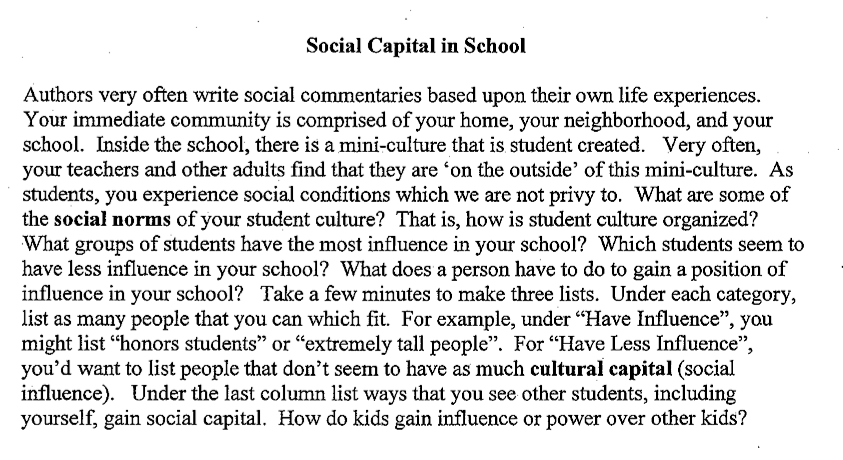 Social Capital in School
Authors very often write social commentaries based upon their own life experiences.
Your immediate community is comprised of your home, your neighborhood, and your
school.  Inside the school, there is a mini-culture that is student created.   Very often,
your teachers and other adults find that they are ‘on the outside’ of this mini-culture.  As
students, you experience social conditions which we are not privy to.  What are some of
the social norms of your student culture?  That is, how is student culture organized?
What groups of students have the most influence in your school?  Which students seem to
have less influence in your school?  What does a person have to do to gain a position of
influence in your school?   Take a few minutes to make three lists.  Under each category,
list as many people that you can which fit.  For example, under “Have Influence”, you
might list “honors students” or “extremely tall people”.  For “Have Less Influence”,
you’d want to list people that don’t seem to have as much cultural capital (social
influence).   Under the last column list ways that you see other students, including
yourself, gain social capital.  How do kids gain influence or power over other kids?